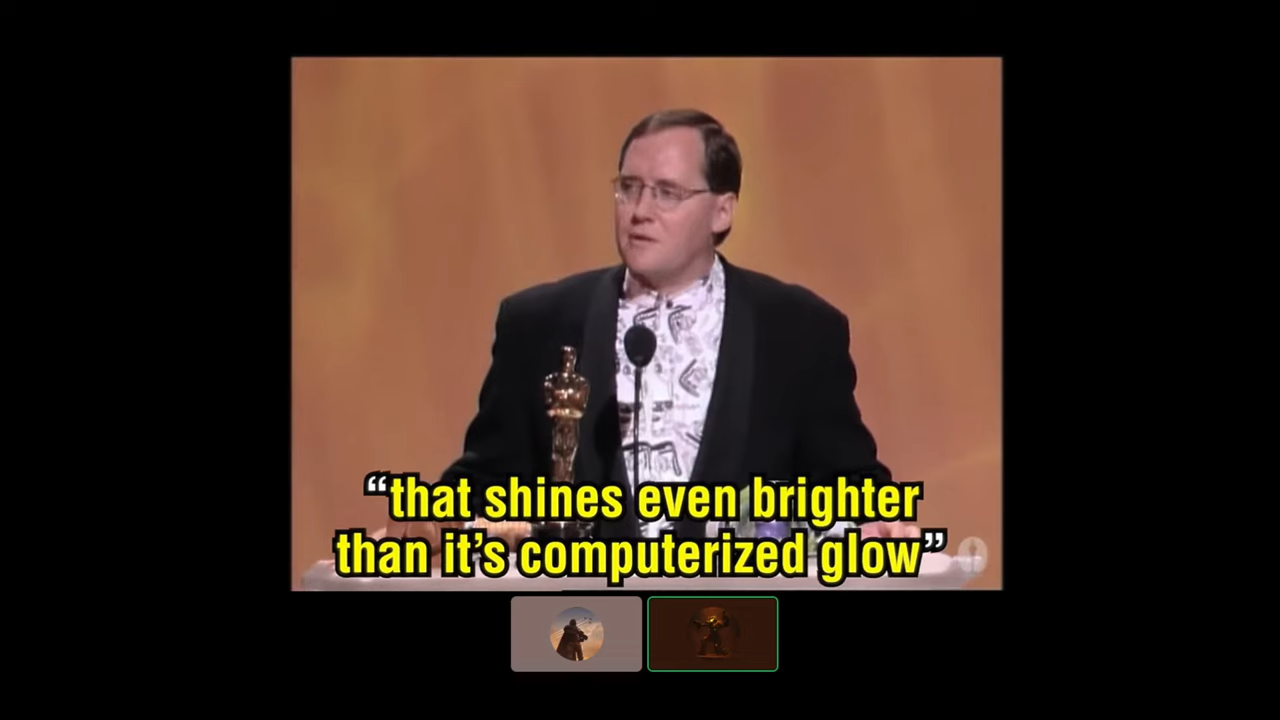 “that shines even brighter
than it’s computerized glow”